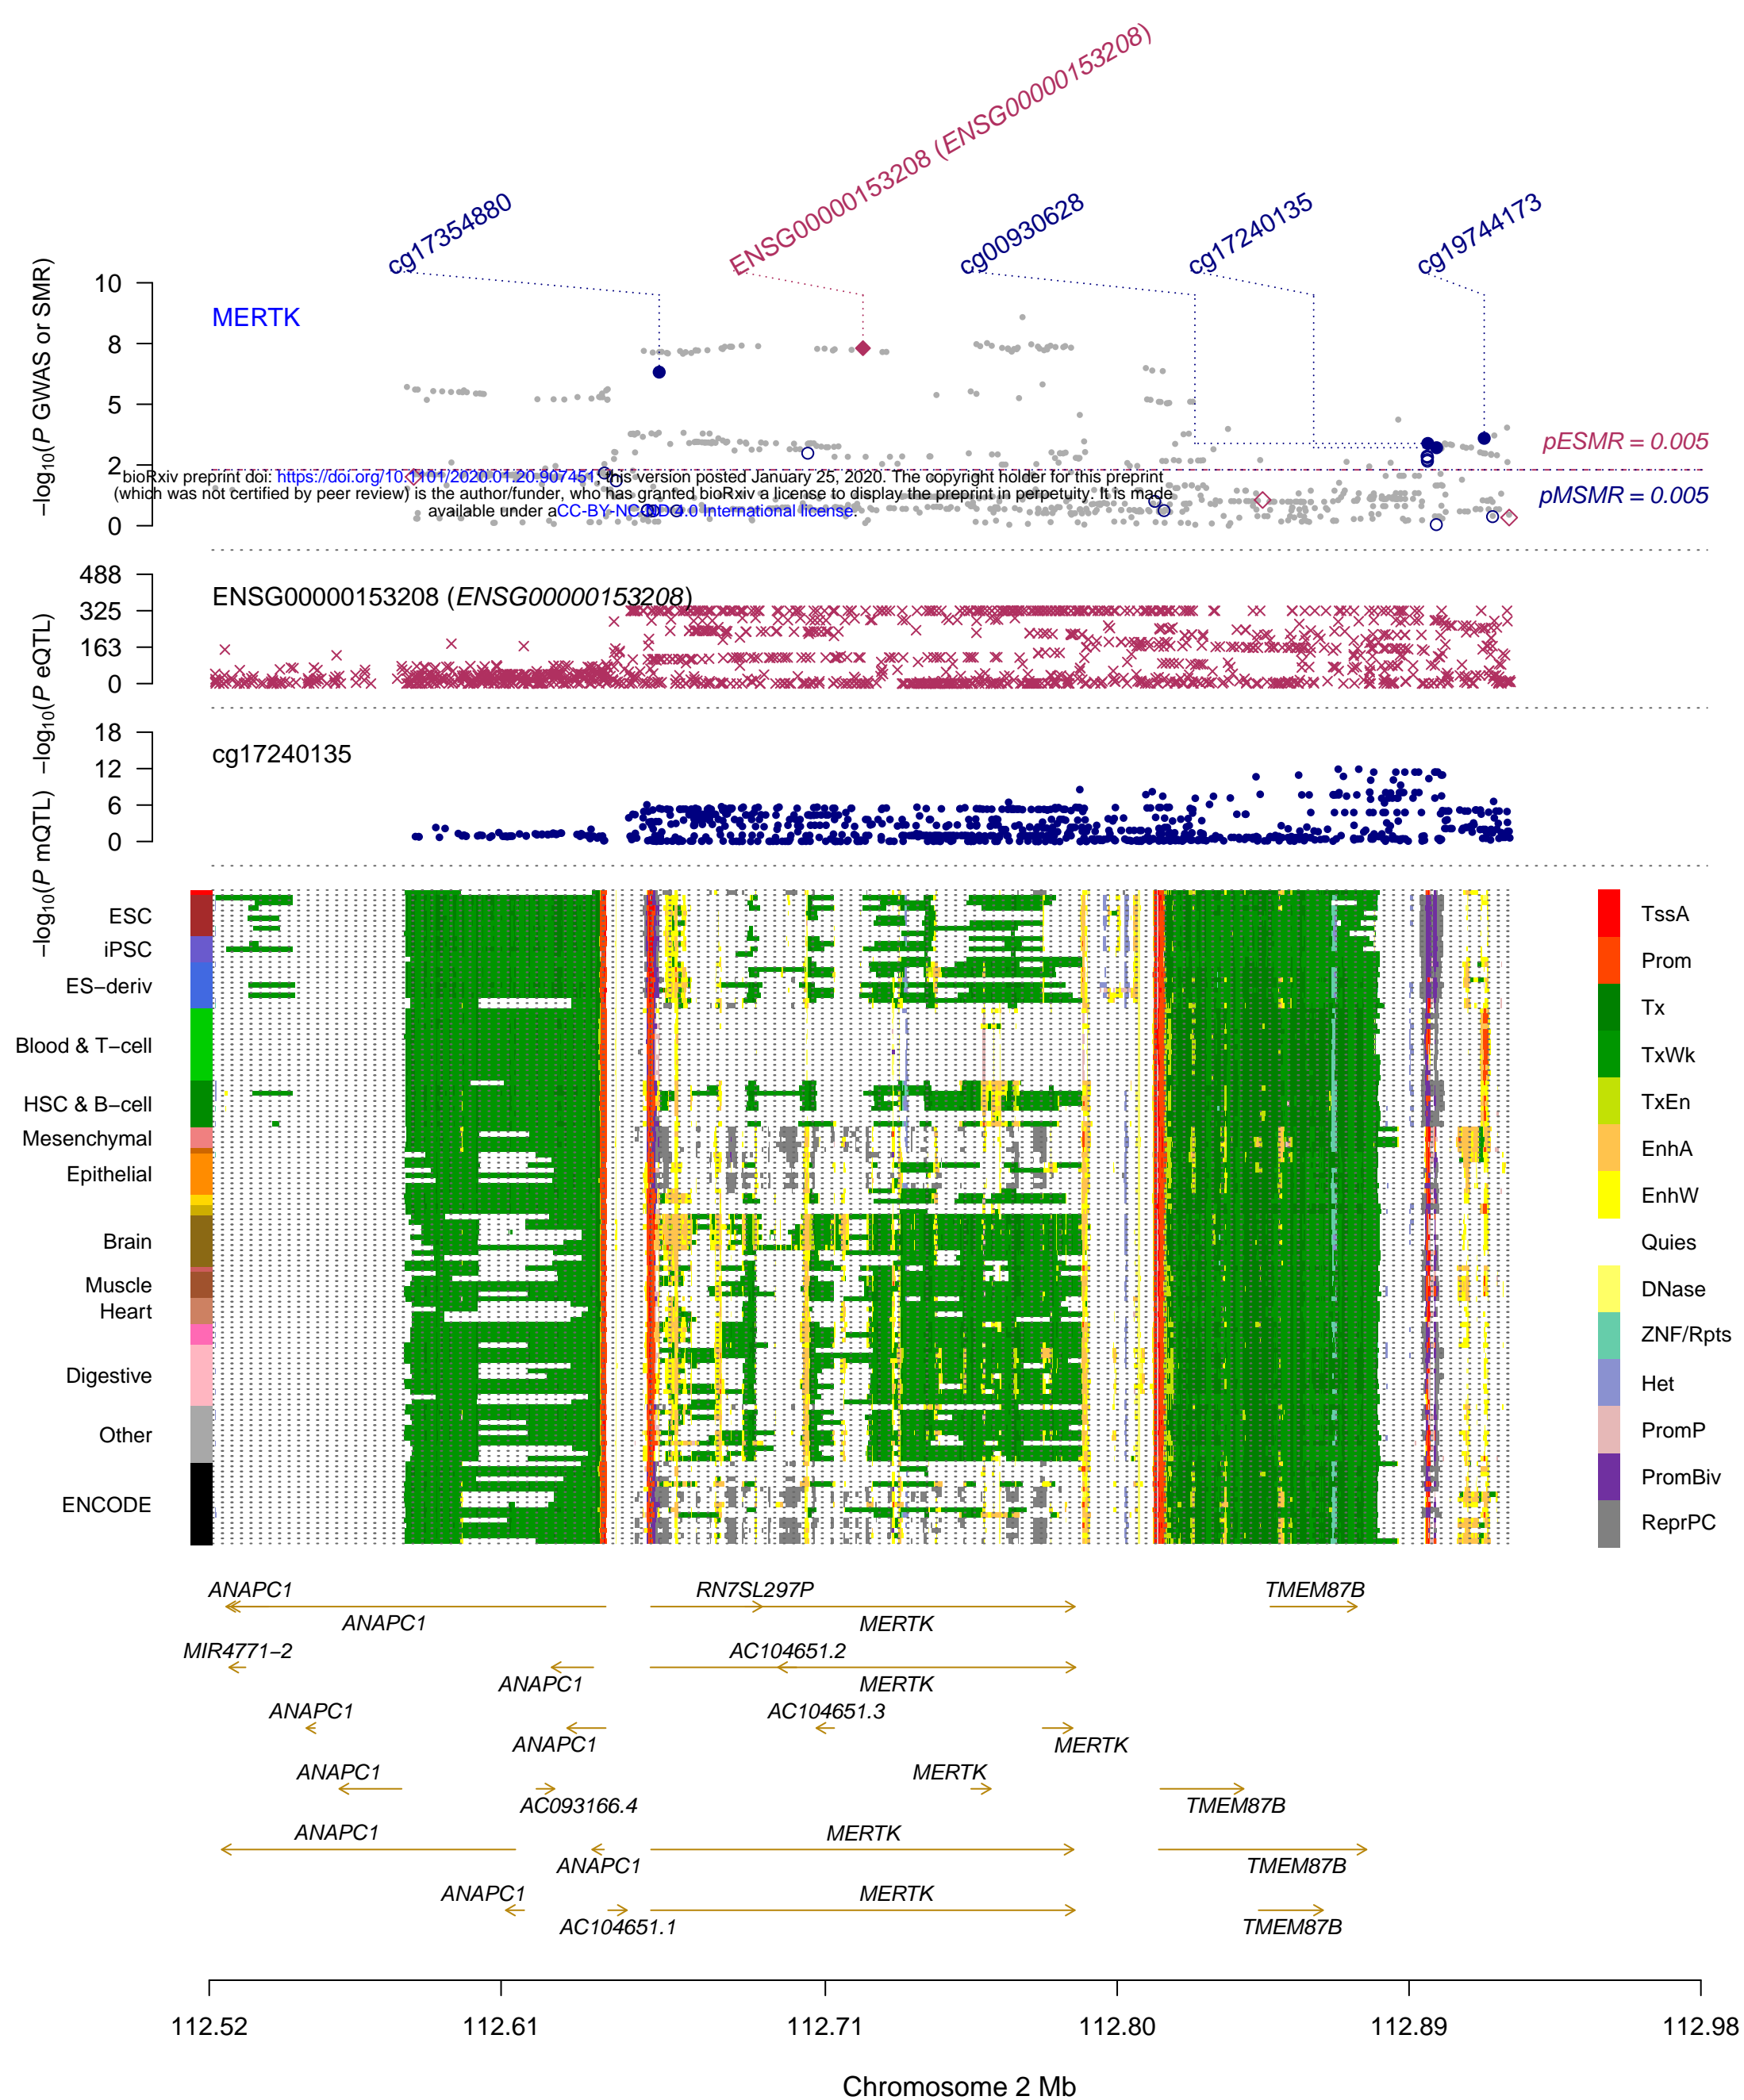 ENSG00000153208 (ENSG00000153208)
cg17354880
cg00930628
cg17240135
cg19744173
−log10(P GWAS or SMR)
10
8
5
2
0
MERTK
pESMR = 0.005
pMSMR = 0.005
bioRxiv preprint doi: https://doi.org/10.1101/2020.01.20.907451; this version posted January 25, 2020. The copyright holder for this preprint
(which was not certified by peer review) is the author/funder, who has granted bioRxiv a license to display the preprint in perpetuity. It is made
available under aCC-BY-NC-ND 4.0 International license.
−log10(P eQTL)
488
325
163
0
ENSG00000153208 (ENSG00000153208)
−log10(P mQTL)
18
12
6
0
cg17240135
ESC
iPSC
ES−deriv
Blood & T−cell
HSC & B−cell
Mesenchymal
Epithelial
Brain
Muscle
Heart
Digestive
Other
ENCODE
TssA
Prom
Tx
TxWk
TxEn
EnhA
EnhW
Quies
DNase
ZNF/Rpts
Het
PromP
PromBiv
ReprPC
ANAPC1 RN7SL297P TMEM87B
ANAPC1 MERTK
MIR4771−2 AC104651.2
ANAPC1 MERTK
ANAPC1 AC104651.3
ANAPC1 MERTK
ANAPC1 MERTK
AC093166.4 TMEM87B
ANAPC1 MERTK
ANAPC1 TMEM87B
ANAPC1 MERTK
AC104651.1 TMEM87B
112.52 112.61 112.71 112.80 112.89 112.98
Chromosome 2 Mb